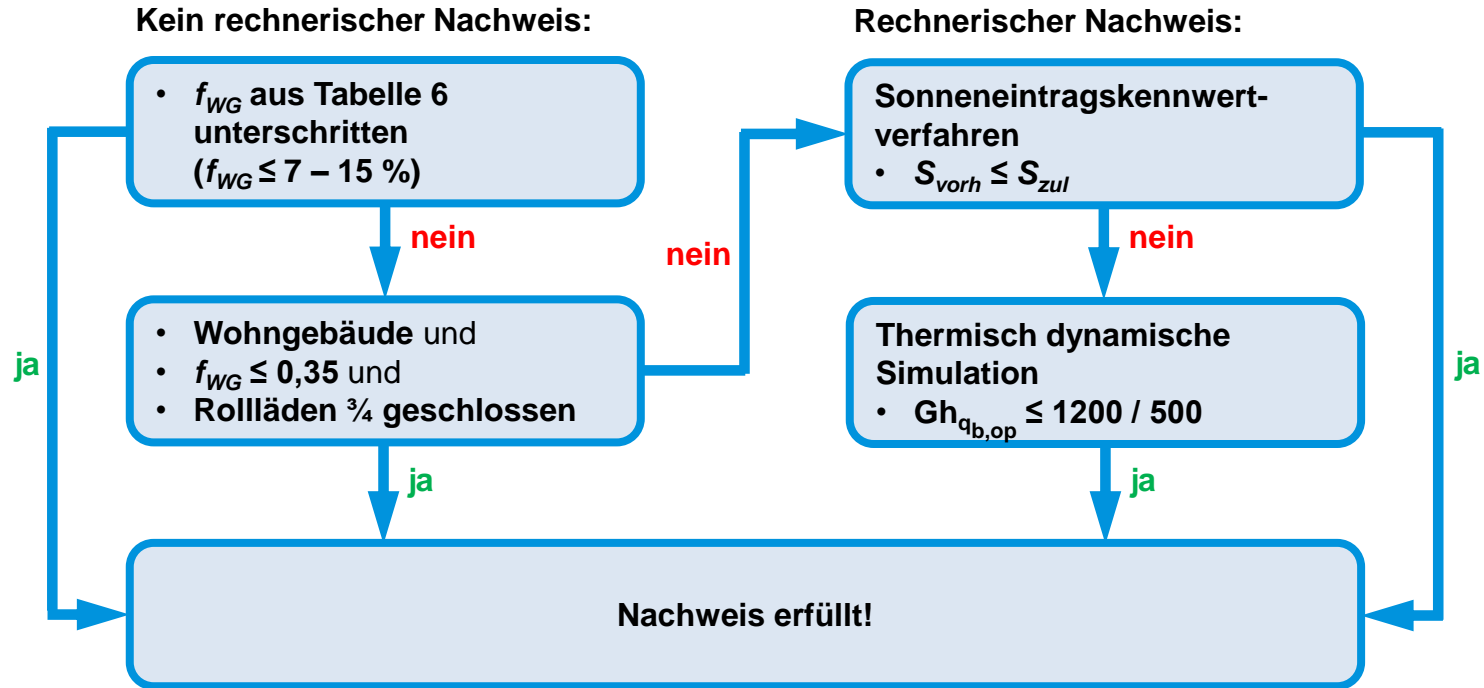 Kein rechnerischer Nachweis:
• f_WG aus Tabelle 6
unterschritten
(f_WG ≤ 7 – 15 %)
nein
• Wohngebäude und
• f_WG ≤ 0,35 und
• Rollläden ¾ geschlossen
ja
ja
nein
Rechnerischer Nachweis:
Sonneneintragskennwert-
verfahren
• S_vorh ≤ S_zul
nein
Thermisch dynamische
Simulation
• Gh_q_b,op ≤ 1200 / 500
ja
ja
Nachweis erfüllt!